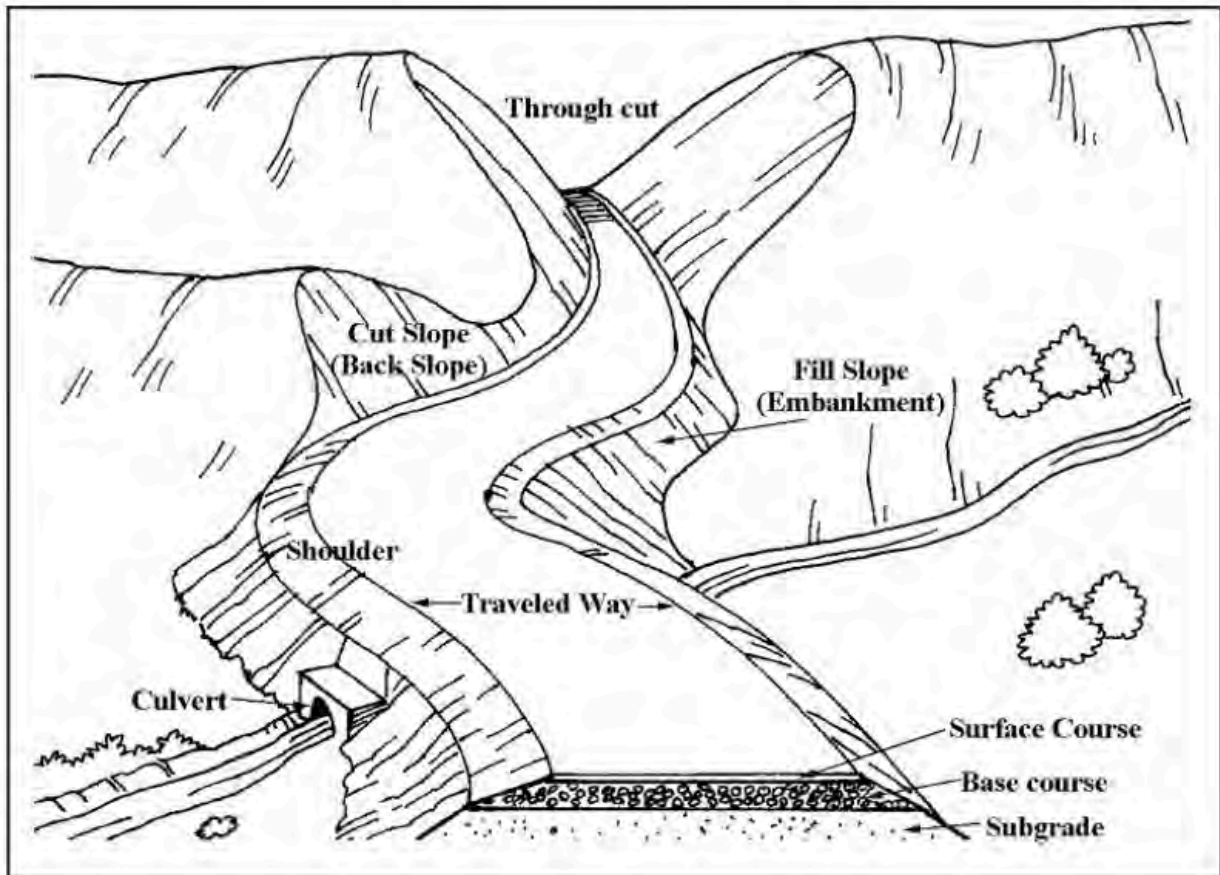 Through cut
Cut Slope
(Back Slope)
Fill Slope
(Embankment)
Shoulder
Traveled Way
Culvert
Surface Course
Base course
Subgrade